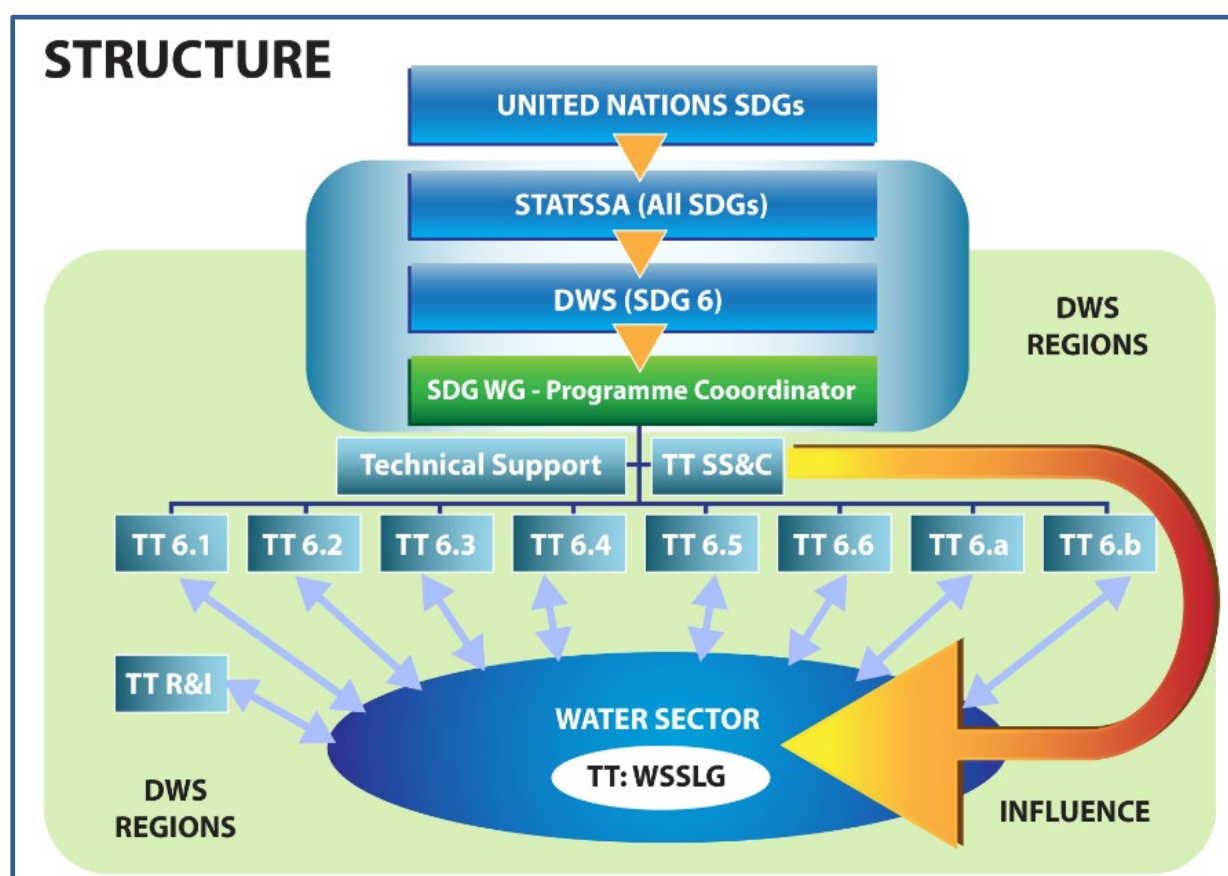 STRUCTURE
UNITED NATIONS SDGs
STATSSA (All SDGs)
DWS (SDG 6)
SDG WG - Programme Cooordinator
DWS
REGIONS
Technical Support
TT SS&C
TT 6.1
TT 6.2
TT 6.3
TT 6.4
TT 6.5
TT 6.6
TT 6.a
TT 6.b
TT R&I
WATER SECTOR
TT: WSSLG
DWS
REGIONS
INFLUENCE